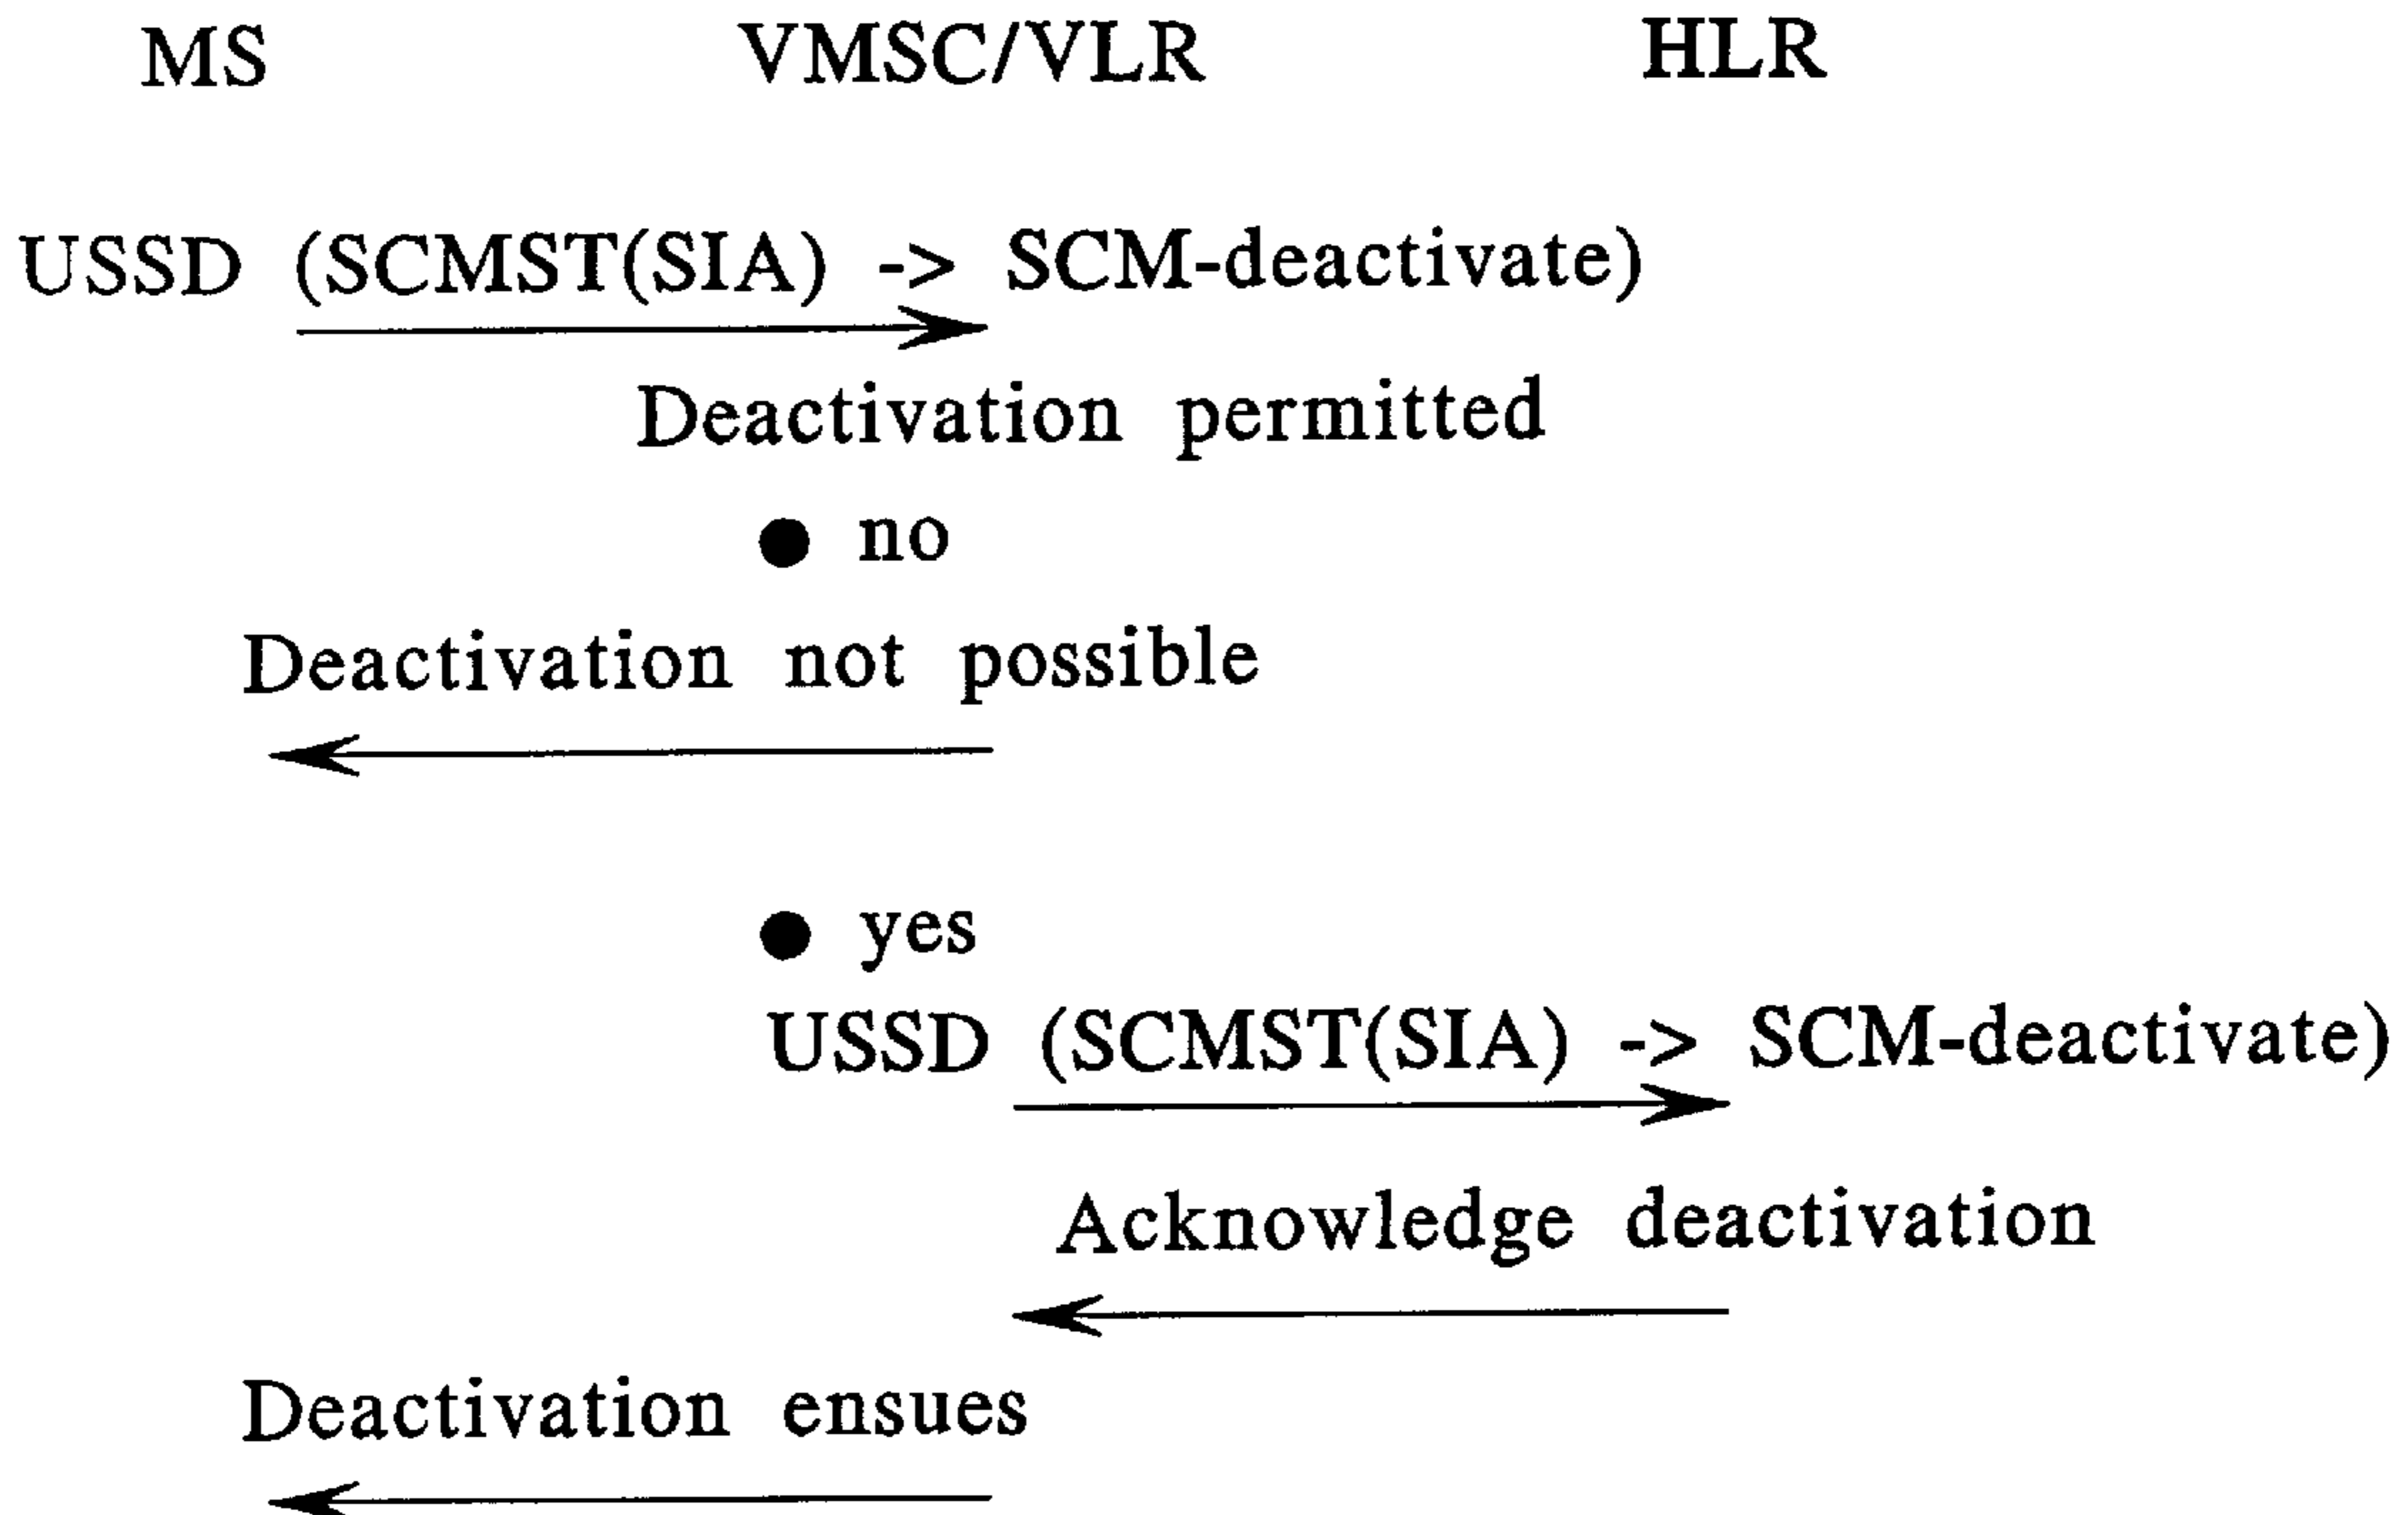 MS VMSC/VLR HLR
USSD (SCMST(SIA) -> SCM-deactivate)
Deactivation permitted
● no
Deactivation not possible
● yes
USSD (SCMST(SIA) -> SCM-deactivate)
Acknowledge deactivation
Deactivation ensues